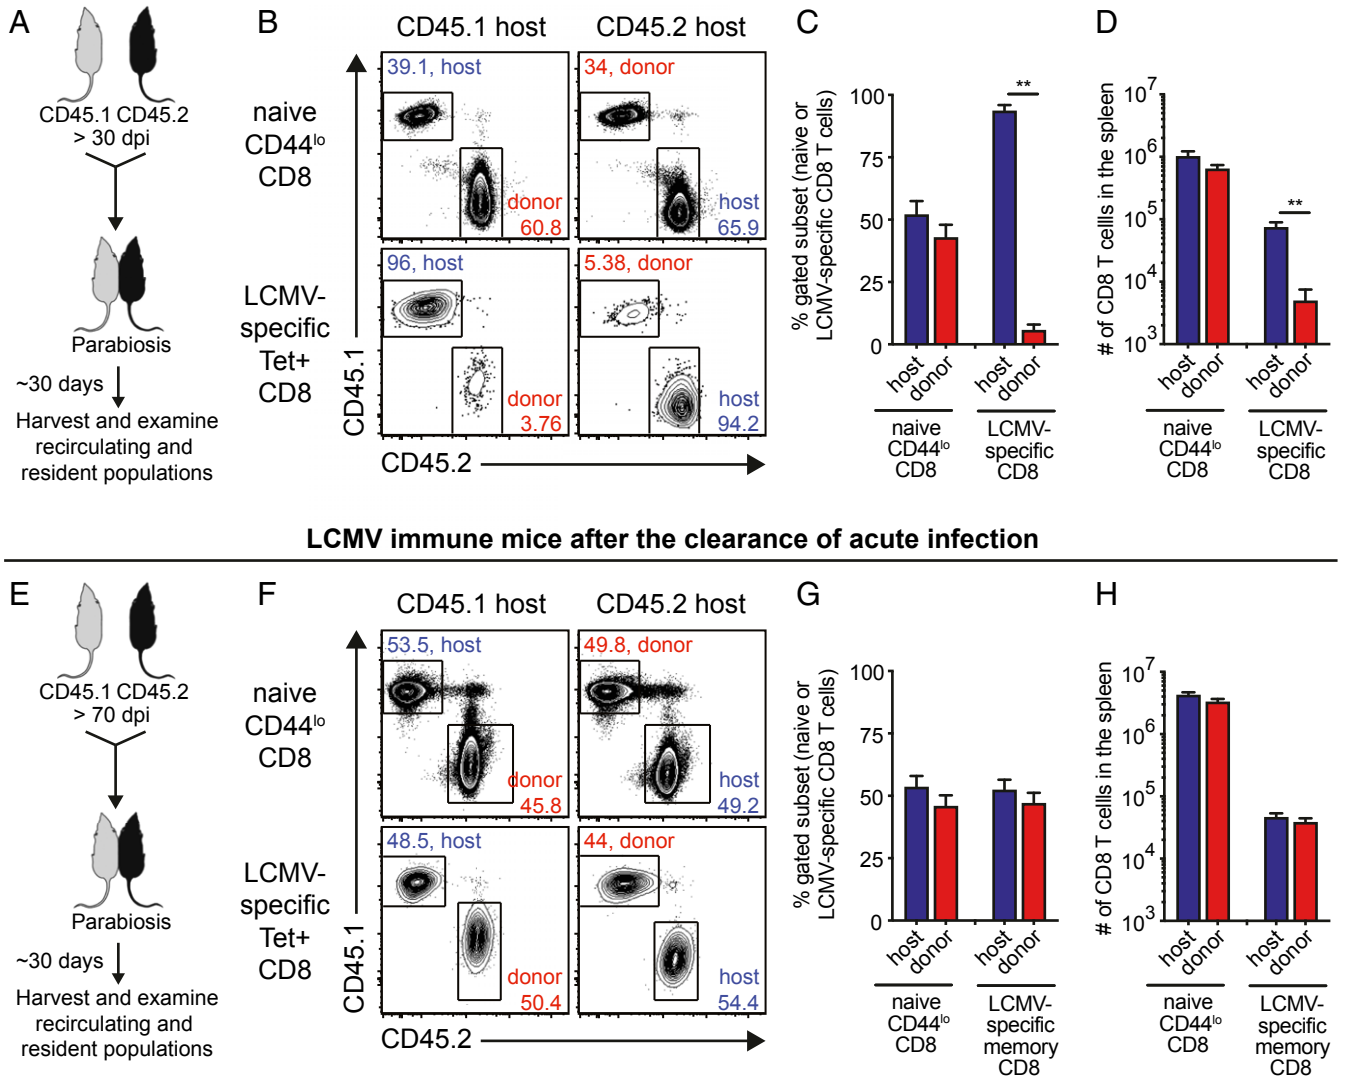 A
CD45.1 CD45.2
> 30 dpi
Parabiosis
~30 days
Harvest and examine
recirculating and
resident populations
B
CD45.1 host
CD45.2 host
naive
CD44lo
CD8
39.1, host
donor
60.8
34, donor
host
65.9
LCMV-
specific
Tet+
CD8
96, host
donor
3.76
5.38, donor
host
94.2
CD45.1
CD45.2
C
% gated subset (naive or
LCMV-specific CD8 T cells)
100
75
50
25
0
**
host
donor
host
donor
naive
CD44lo
CD8
LCMV-
specific
CD8
D
# of CD8 T cellls in the spleen
107
106
105
104
103
**
host
donor
host
donor
naive
CD44lo
CD8
LCMV-
specific
CD8
LCMV immune mice after the clearance of acute infection
E
CD45.1 CD45.2
> 70 dpi
Parabiosis
~30 days
Harvest and examine
recirculating and
resident populations
F
CD45.1 host
CD45.2 host
naive
CD44lo
CD8
53.5, host
donor
45.8
49.8, donor
host
49.2
LCMV-
specific
Tet+
CD8
48.5, host
donor
50.4
44, donor
host
54.4
CD45.1
CD45.2
G
% gated subset (naive or
LCMV-specific CD8 T cells)
100
75
50
25
0
host
donor
host
donor
naive
CD44lo
CD8
LCMV-
specific
memory
CD8
H
# of CD8 T cellls in the spleen
107
106
105
104
103
host
donor
host
donor
naive
CD44lo
CD8
LCMV-
specific
memory
CD8